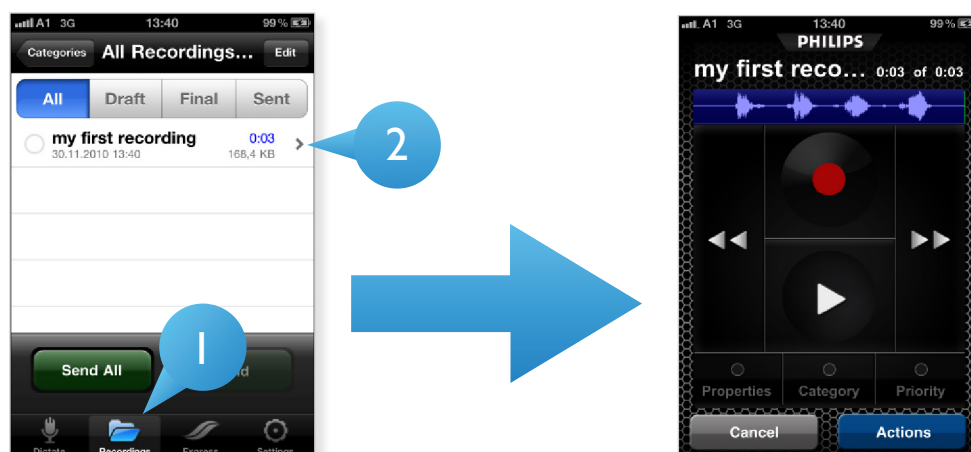 A1 3G 13:40 99%
Categories All Recordings... Edit
All Draft Final Sent
my first recording 0:03
30.11.2010 13:40 168,4 KB
2
1
Send All
Dictate Recordings Express Settings
A1 3G 13:40 99%
PHILIPS
my first reco... 0:03 of 0:03
Properties Category Priority
Cancel Actions